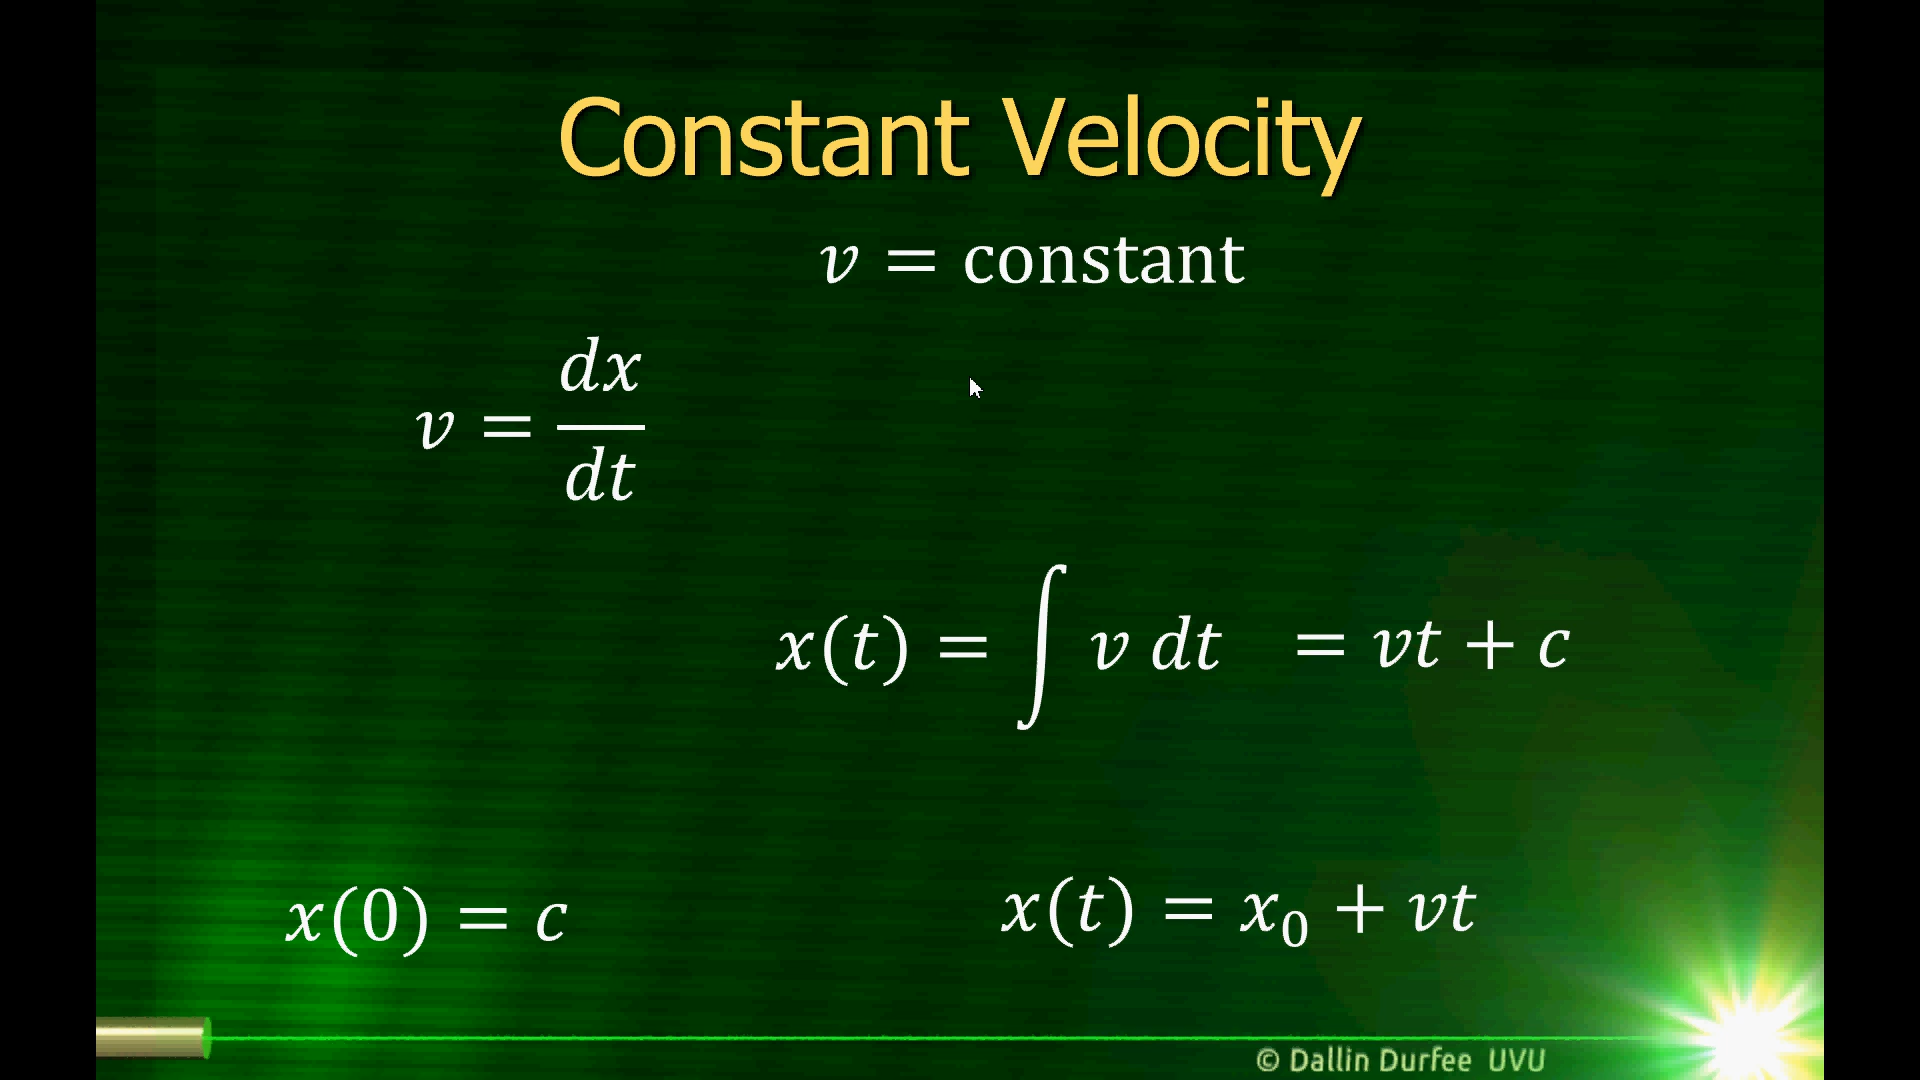 Constant Velocity
v = constant
v = dx/dt
x(t) = ∫ v dt = vt + c
x(0) = c
x(t) = x₀ + vt
© Dallin Durfee UVU